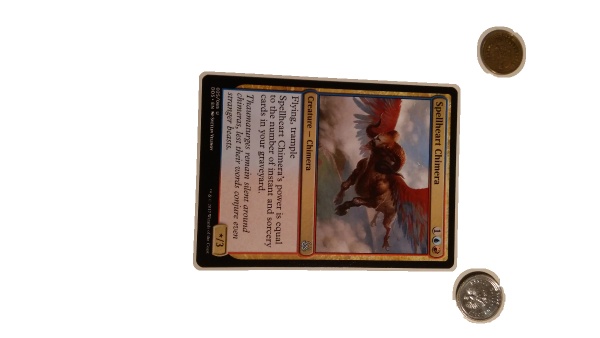 Spellheart Chimera
1
Creature — Chimera
Flying, trample
Spellheart Chimera's power is equal
to the number of instant and sorcery
cards in your graveyard.
Thaumaturges remain silent around
chimeras, lest their words conjure even
stranger beasts.
*/3